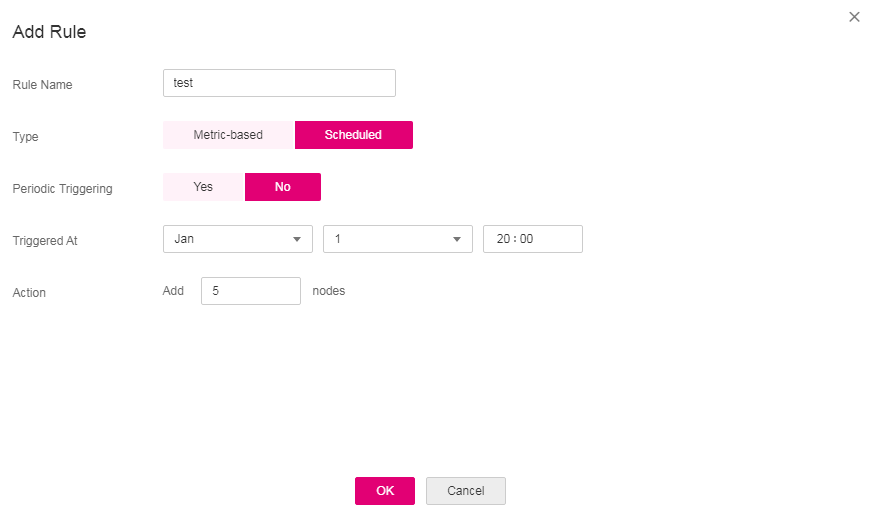 Add Rule
Rule Name test
Type Metric-based Scheduled
Periodic Triggering Yes No
Triggered At Jan 1 20 : 00
Action Add 5 nodes
OK Cancel